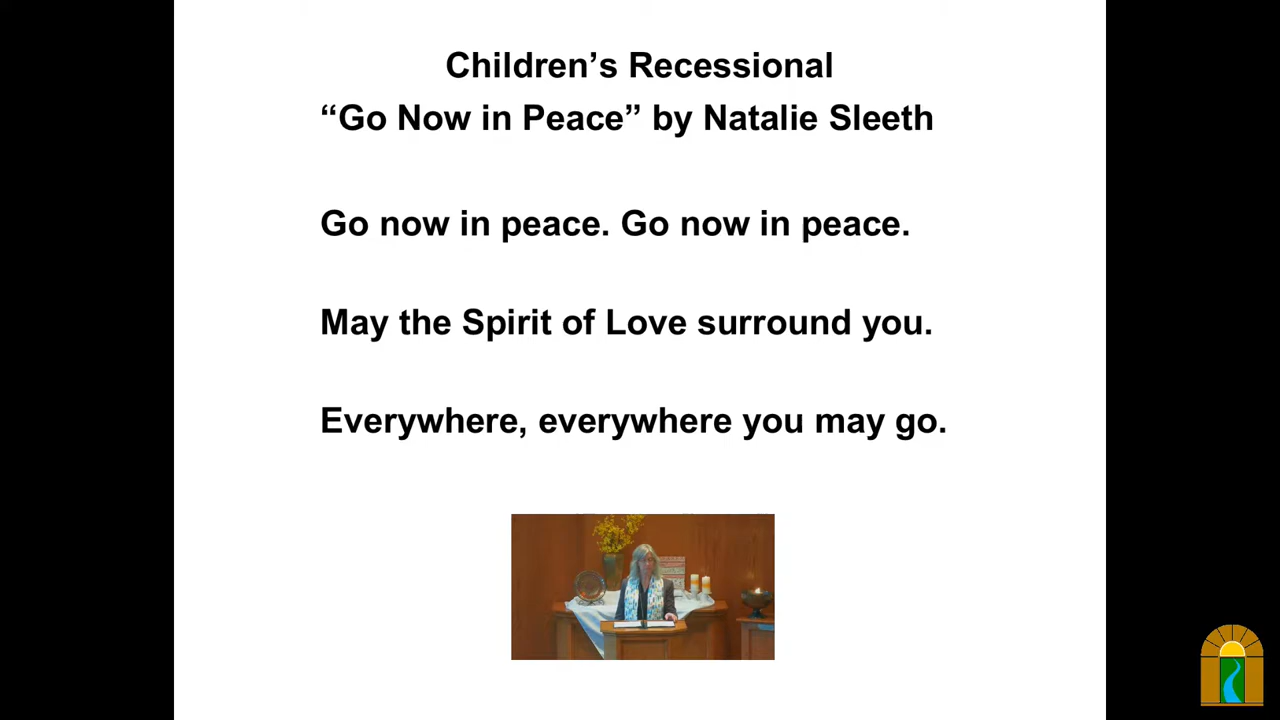 Children’s Recessional
“Go Now in Peace” by Natalie Sleeth
Go now in peace. Go now in peace.
May the Spirit of Love surround you.
Everywhere, everywhere you may go.